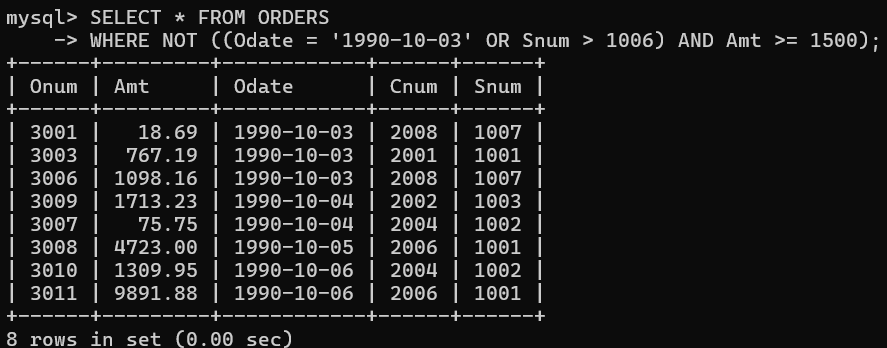 mysql> SELECT * FROM ORDERS
    -> WHERE NOT ((Odate = '1990-10-03' OR Snum > 1006) AND Amt >= 1500);
+------+---------+------------+------+------+
| Onum | Amt     | Odate      | Cnum | Snum |
+------+---------+------------+------+------+
| 3001 |   18.69 | 1990-10-03 | 2008 | 1007 |
| 3003 |  767.19 | 1990-10-03 | 2001 | 1001 |
| 3006 | 1098.16 | 1990-10-03 | 2008 | 1007 |
| 3009 | 1713.23 | 1990-10-04 | 2002 | 1003 |
| 3007 |   75.75 | 1990-10-04 | 2004 | 1002 |
| 3008 | 4723.00 | 1990-10-05 | 2006 | 1001 |
| 3010 | 1309.95 | 1990-10-06 | 2004 | 1002 |
| 3011 | 9891.88 | 1990-10-06 | 2006 | 1001 |
+------+---------+------------+------+------+
8 rows in set (0.00 sec)